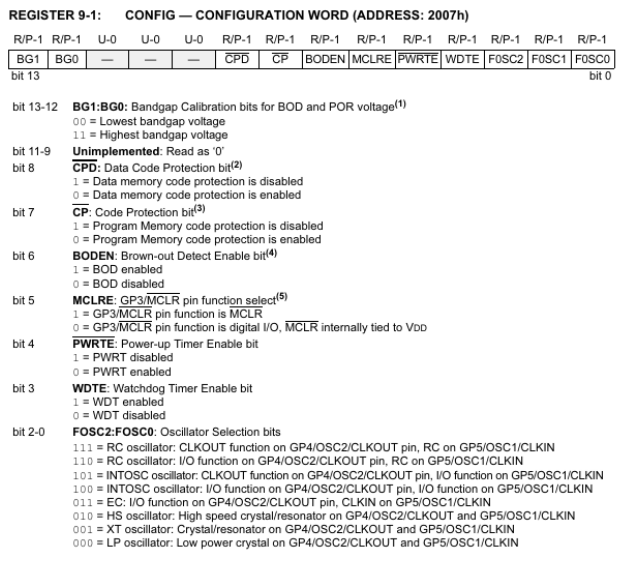 REGISTER 9-1: CONFIG — CONFIGURATION WORD (ADDRESS: 2007h)
R/P-1 R/P-1 U-0 U-0 U-0 R/P-1 R/P-1 R/P-1 R/P-1 R/P-1 R/P-1 R/P-1 R/P-1 R/P-1
BG1 BG0 — — — CPD CP BODEN MCLRE PWRTE WDTE F0SC2 F0SC1 F0SC0
bit 13 bit 0
bit 13-12 BG1:BG0: Bandgap Calibration bits for BOD and POR voltage(1)
00 = Lowest bandgap voltage
11 = Highest bandgap voltage
bit 11-9 Unimplemented: Read as ‘0’
bit 8 CPD: Data Code Protection bit(2)
1 = Data memory code protection is disabled
0 = Data memory code protection is enabled
bit 7 CP: Code Protection bit(3)
1 = Program Memory code protection is disabled
0 = Program Memory code protection is enabled
bit 6 BODEN: Brown-out Detect Enable bit(4)
1 = BOD enabled
0 = BOD disabled
bit 5 MCLRE: GP3/MCLR pin function select(5)
1 = GP3/MCLR pin function is MCLR
0 = GP3/MCLR pin function is digital I/O, MCLR internally tied to VDD
bit 4 PWRTE: Power-up Timer Enable bit
1 = PWRT disabled
0 = PWRT enabled
bit 3 WDTE: Watchdog Timer Enable bit
1 = WDT enabled
0 = WDT disabled
bit 2-0 FOSC2:FOSC0: Oscillator Selection bits
111 = RC oscillator: CLKOUT function on GP4/OSC2/CLKOUT pin, RC on GP5/OSC1/CLKIN
110 = RC oscillator: I/O function on GP4/OSC2/CLKOUT pin, RC on GP5/OSC1/CLKIN
101 = INTOSC oscillator: CLKOUT function on GP4/OSC2/CLKOUT pin, I/O function on GP5/OSC1/CLKIN
100 = INTOSC oscillator: I/O function on GP4/OSC2/CLKOUT pin, I/O function on GP5/OSC1/CLKIN
011 = EC: I/O function on GP4/OSC2/CLKOUT pin, CLKIN on GP5/OSC1/CLKIN
010 = HS oscillator: High speed crystal/resonator on GP4/OSC2/CLKOUT and GP5/OSC1/CLKIN
001 = XT oscillator: Crystal/resonator on GP4/OSC2/CLKOUT and GP5/OSC1/CLKIN
000 = LP oscillator: Low power crystal on GP4/OSC2/CLKOUT and GP5/OSC1/CLKIN